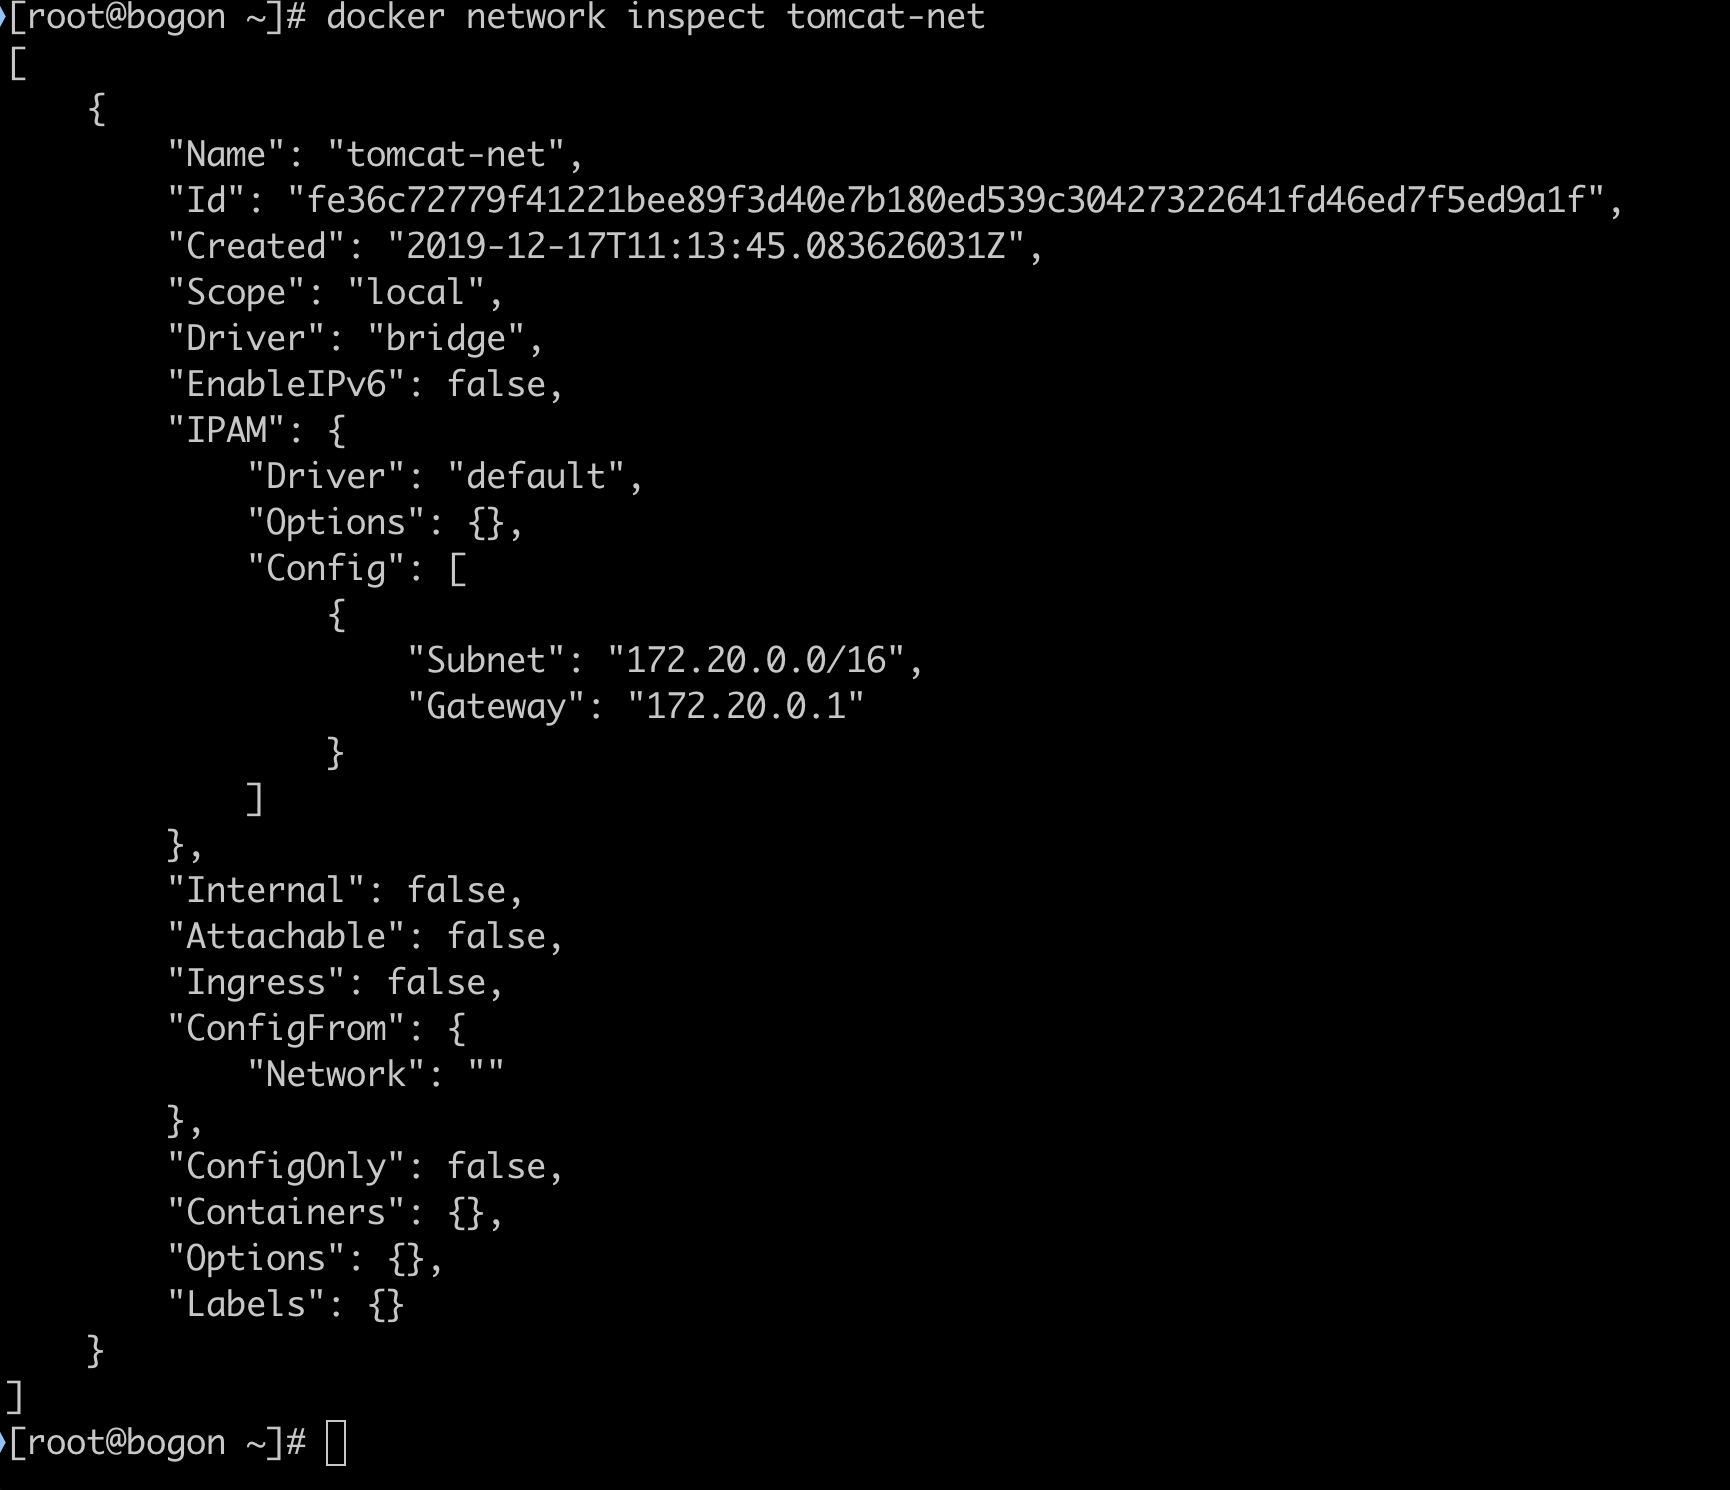 [root@bogon ~]# docker network inspect tomcat-net
[
    {
        "Name": "tomcat-net",
        "Id": "fe36c72779f41221bee89f3d40e7b180ed539c30427322641fd46ed7f5ed9a1f",
        "Created": "2019-12-17T11:13:45.083626031Z",
        "Scope": "local",
        "Driver": "bridge",
        "EnableIPv6": false,
        "IPAM": {
            "Driver": "default",
            "Options": {},
            "Config": [
                {
                    "Subnet": "172.20.0.0/16",
                    "Gateway": "172.20.0.1"
                }
            ]
        },
        "Internal": false,
        "Attachable": false,
        "Ingress": false,
        "ConfigFrom": {
            "Network": ""
        },
        "ConfigOnly": false,
        "Containers": {},
        "Options": {},
        "Labels": {}
    }
]
[root@bogon ~]#